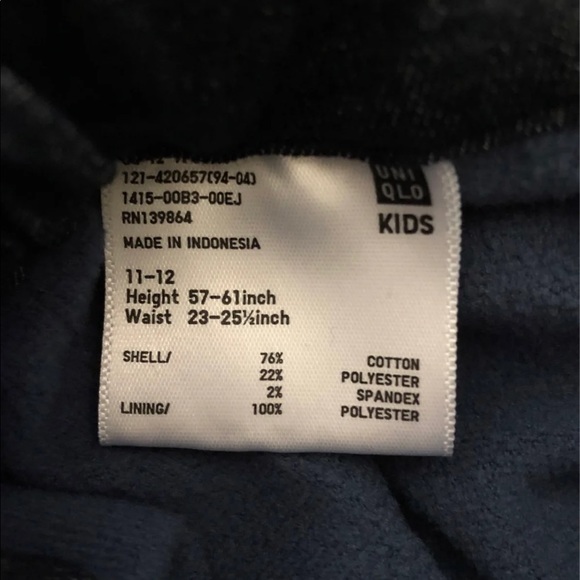 121-420657(94-04)
1415-00B3-00EJ
RN139864
MADE IN INDONESIA
UNI
QLO
KIDS
11-12
Height 57-61inch
Waist 23-25½inch
SHELL/ 76% COTTON
22% POLYESTER
2% SPANDEX
LINING/ 100% POLYESTER